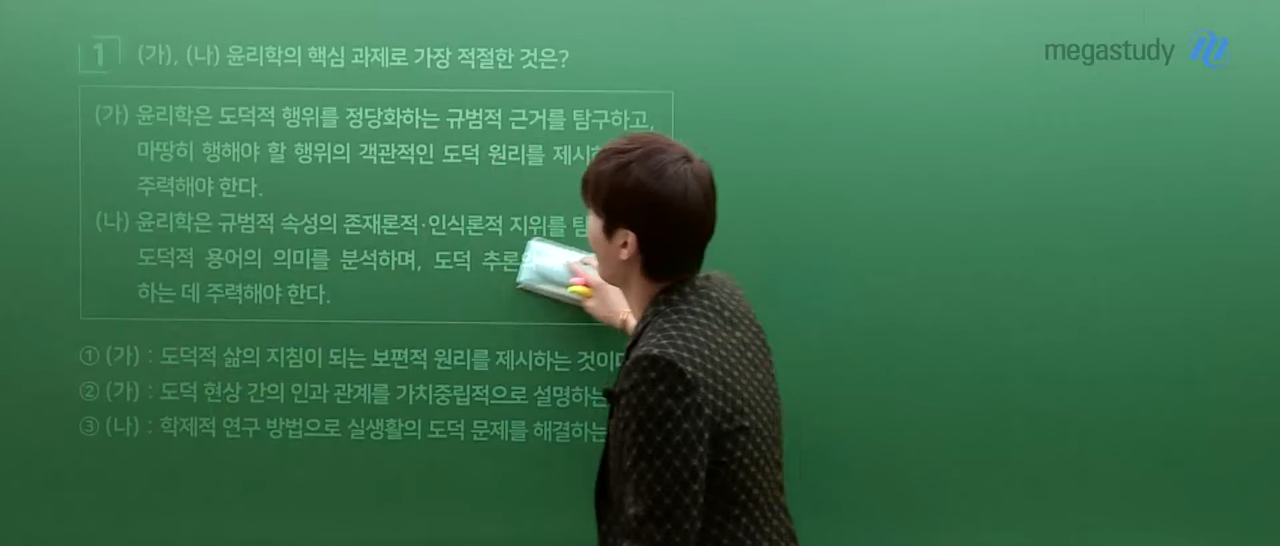 1 (가), (나) 윤리학의 핵심 과제로 가장 적절한 것은?
megastudy
(가) 윤리학은 도덕적 행위를 정당화하는 규범적 근거를 탐구하고,
마땅히 행해야 할 행위의 객관적인 도덕 원리를
주력해야 한다.
(나) 윤리학은 규범적 속성의 존재론적·인식론적 지위를
도덕적 용어의 의미를 분석하며, 도덕
하는 데 주력해야 한다.
① (가) : 도덕적 삶의 지침이 되는 보편적 원리를 제시하는
② (가) : 도덕 현상 간의 인과 관계를 가치중립적으로 설명하는
③ (나) : 학제적 연구 방법으로 실생활의 도덕 문제를 해결하는